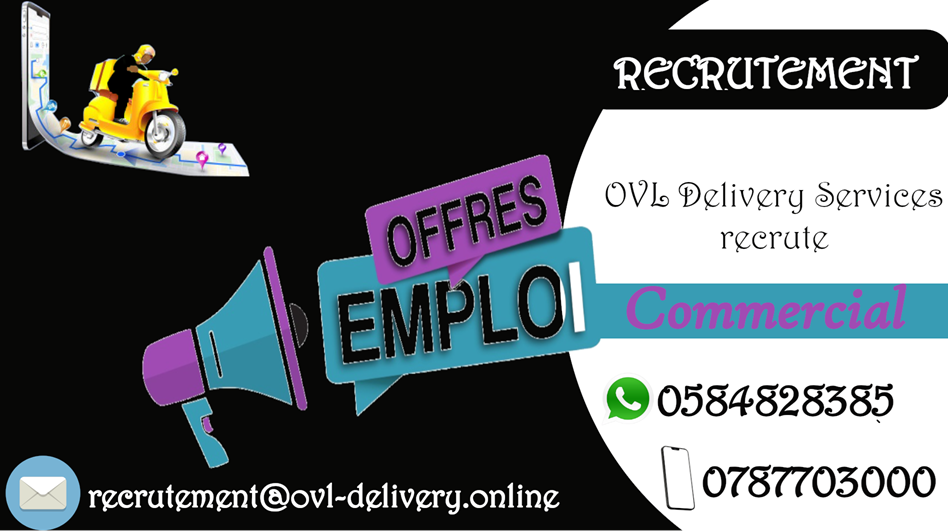 RECRUTEMENT
OVL Delivery Services
recrute
Commercial
OFFRES
EMPLOI
0584828385
0787703000
recrutement@ovl-delivery.online